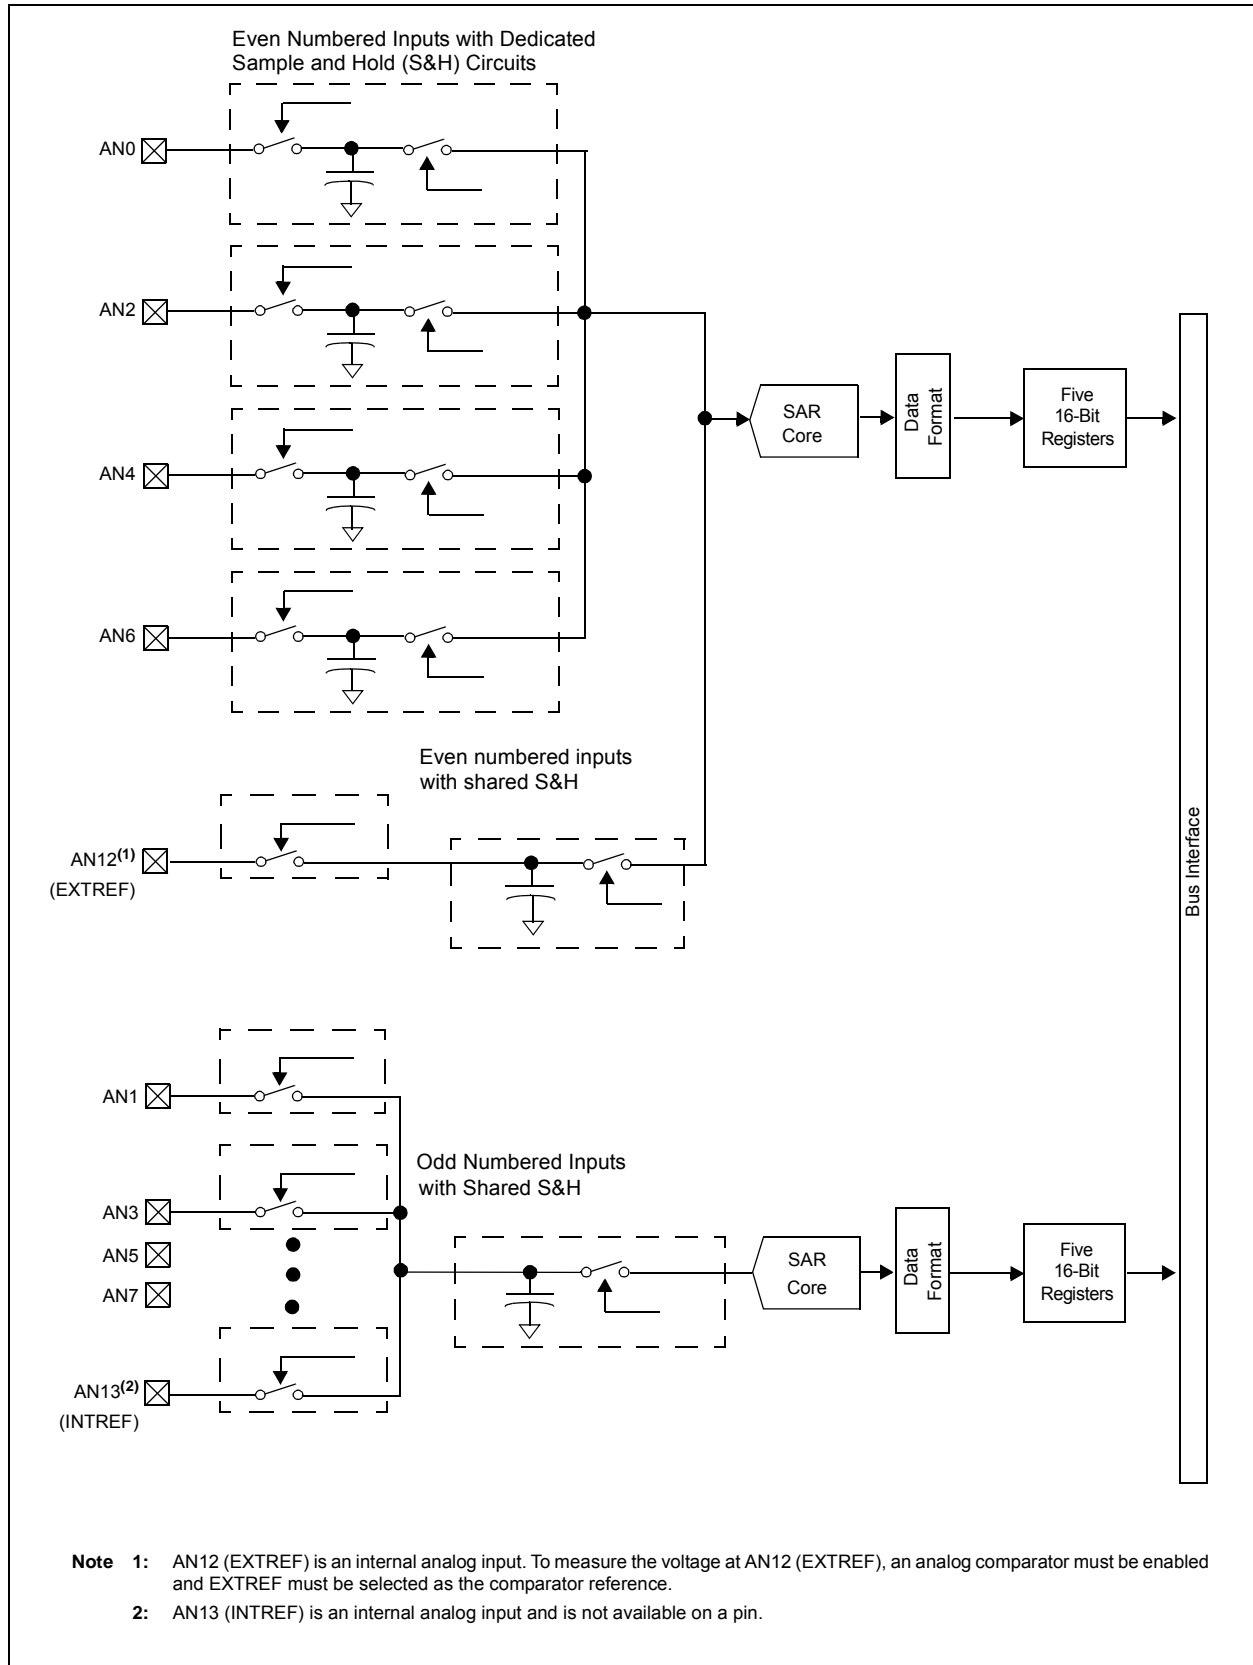 Even Numbered Inputs with Dedicated
Sample and Hold (S&H) Circuits
AN0
AN2
AN4
AN6
SAR
Core
Data
Format
Five
16-Bit
Registers
Even numbered inputs
with shared S&H
AN12(1)
(EXTREF)
Bus Interface
AN1
Odd Numbered Inputs
with Shared S&H
AN3
AN5
AN7
SAR
Core
Data
Format
Five
16-Bit
Registers
AN13(2)
(INTREF)
Note 1: AN12 (EXTREF) is an internal analog input. To measure the voltage at AN12 (EXTREF), an analog comparator must be enabled
and EXTREF must be selected as the comparator reference.
2: AN13 (INTREF) is an internal analog input and is not available on a pin.